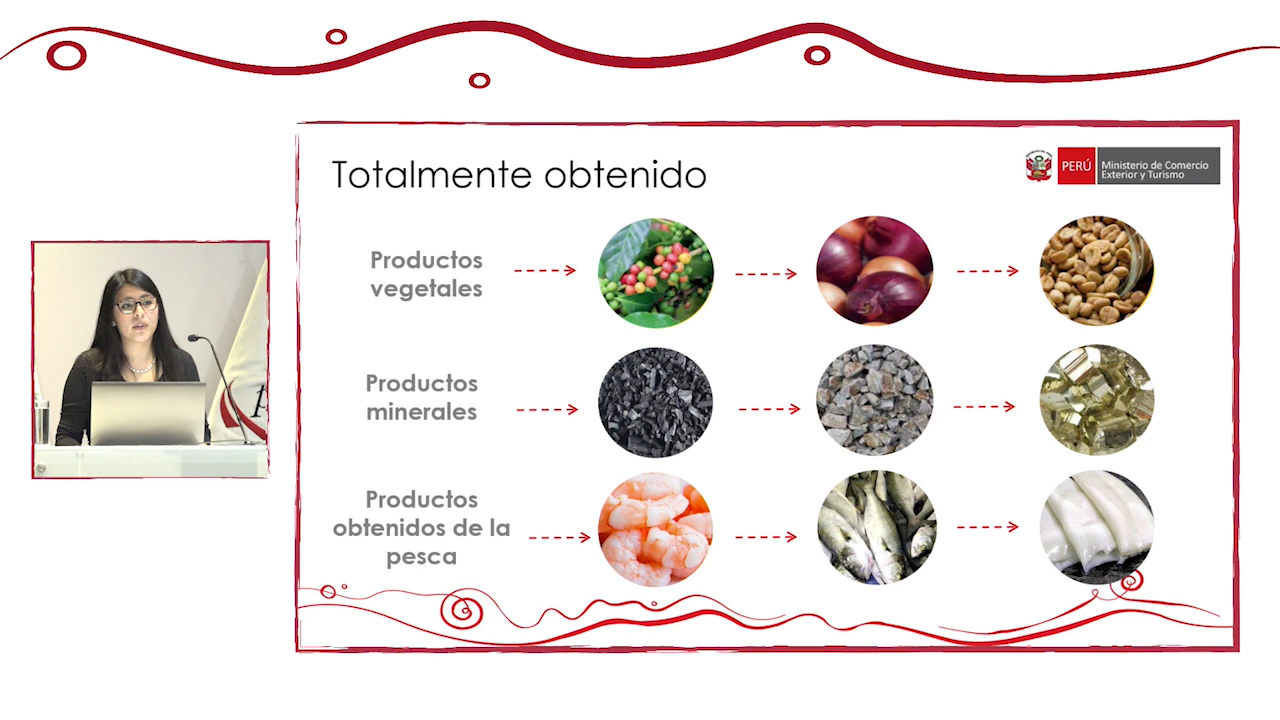 Totalmente obtenido
PERÚ
Ministerio de Comercio
Exterior y Turismo
Productos
vegetales
Productos
minerales
Productos
obtenidos de la
pesca